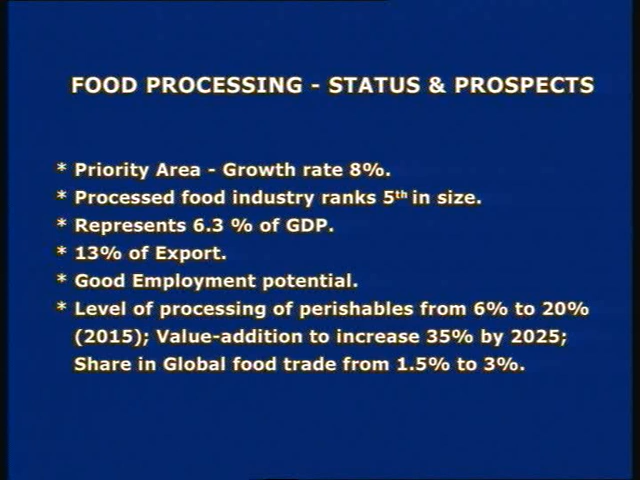 FOOD PROCESSING - STATUS & PROSPECTS
* Priority Area - Growth rate 8%.
* Processed food industry ranks 5th in size.
* Represents 6.3 % of GDP.
* 13% of Export.
* Good Employment potential.
* Level of processing of perishables from 6% to 20%
(2015); Value-addition to increase 35% by 2025;
Share in Global food trade from 1.5% to 3%.